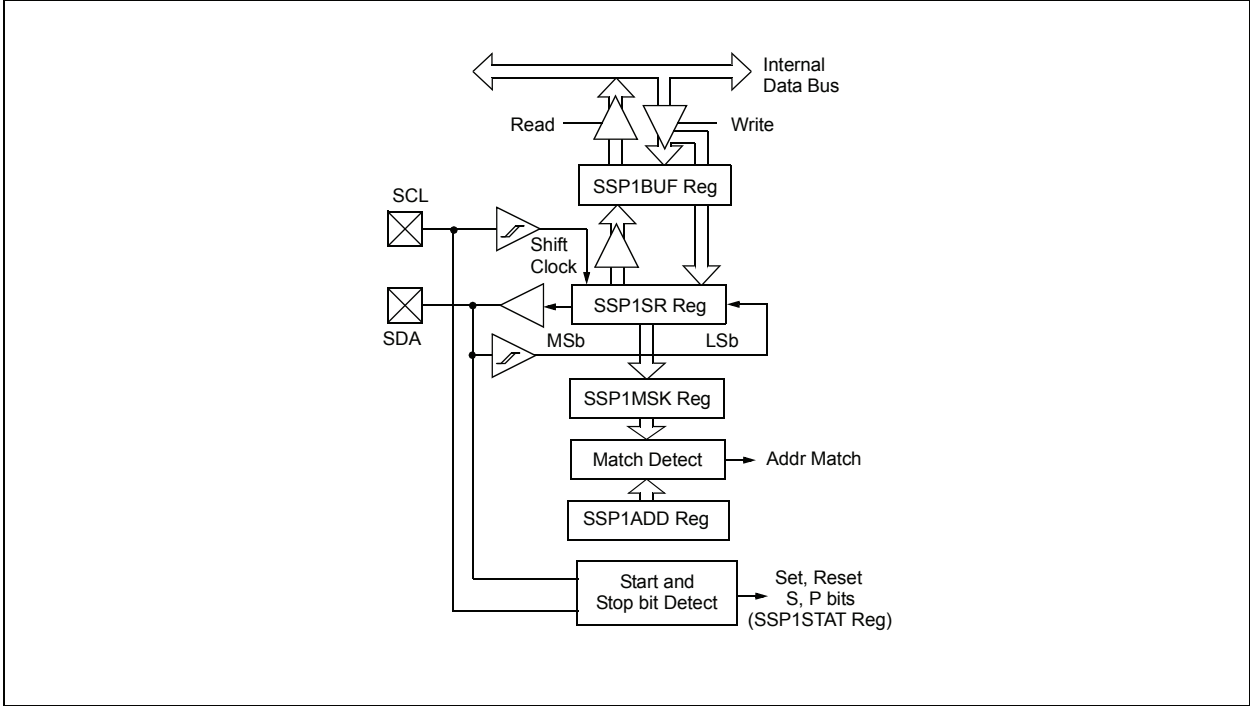 Internal
Data Bus
Read
Write
SSP1BUF Reg
SCL
Shift
Clock
SSP1SR Reg
SDA
MSb
LSb
SSP1MSK Reg
Match Detect
Addr Match
SSP1ADD Reg
Start and
Stop bit Detect
Set, Reset
S, P bits
(SSP1STAT Reg)